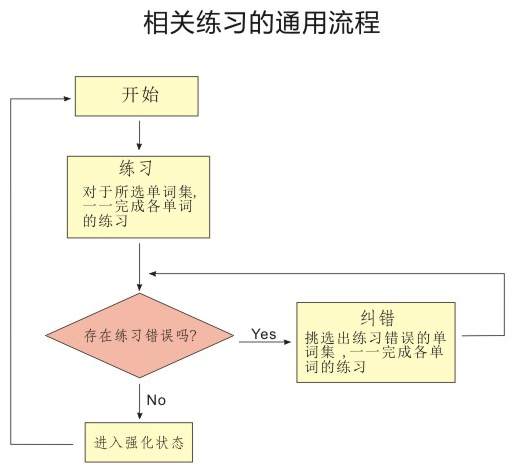 相关练习的通用流程
开始
练习
对于所选单词集,
一一完成各单词
的练习
存在练习错误吗?
Yes
纠错
挑选出练习错误的单
词集,一一完成各单
词的练习
No
进入强化状态